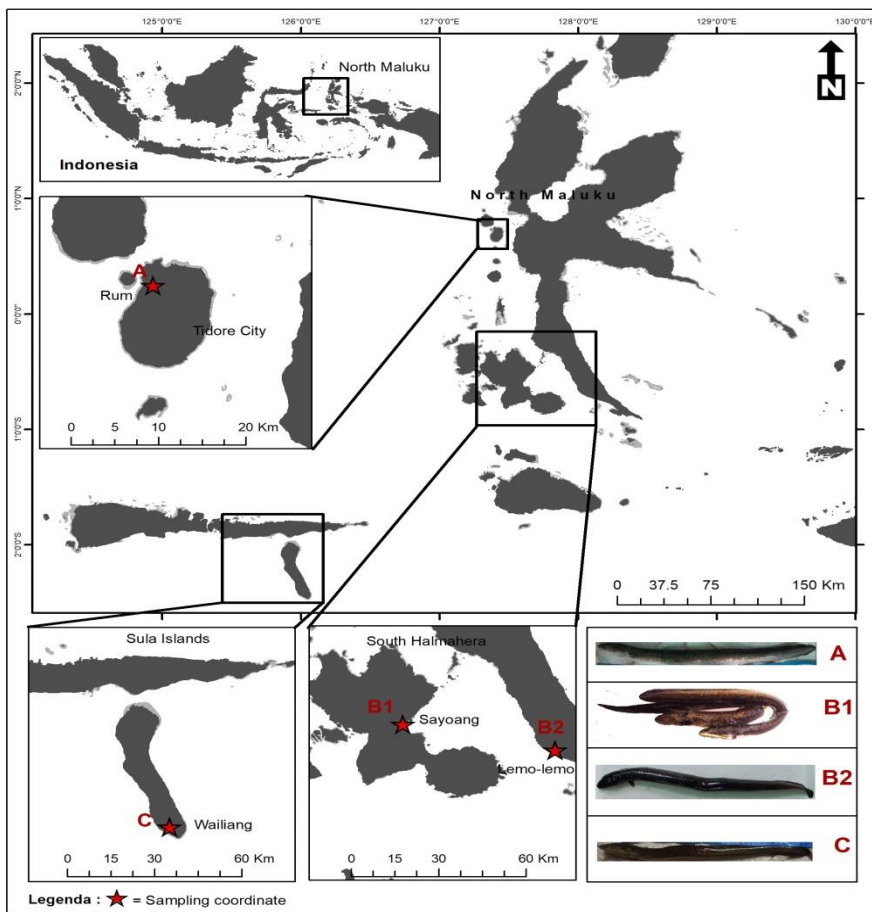 125°0'0"E
126°0'0"E
127°0'0"E
128°0'0"E
129°0'0"E
130°0'0"E
North Maluku
Indonesia
N
2°0'0"N
1°0'0"N
0°0'0"
1°0'0"S
2°0'0"S
North Maluku
A
Rum
Tidore City
0 5 10 20 Km
0 37.5 75 150 Km
Sula Islands
C
Wailiang
0 15 30 60 Km
South Halmahera
B1
Sayoang
B2
Lemo-lemo
0 15 30 60 Km
A
B1
B2
C
Legenda : = Sampling coordinate